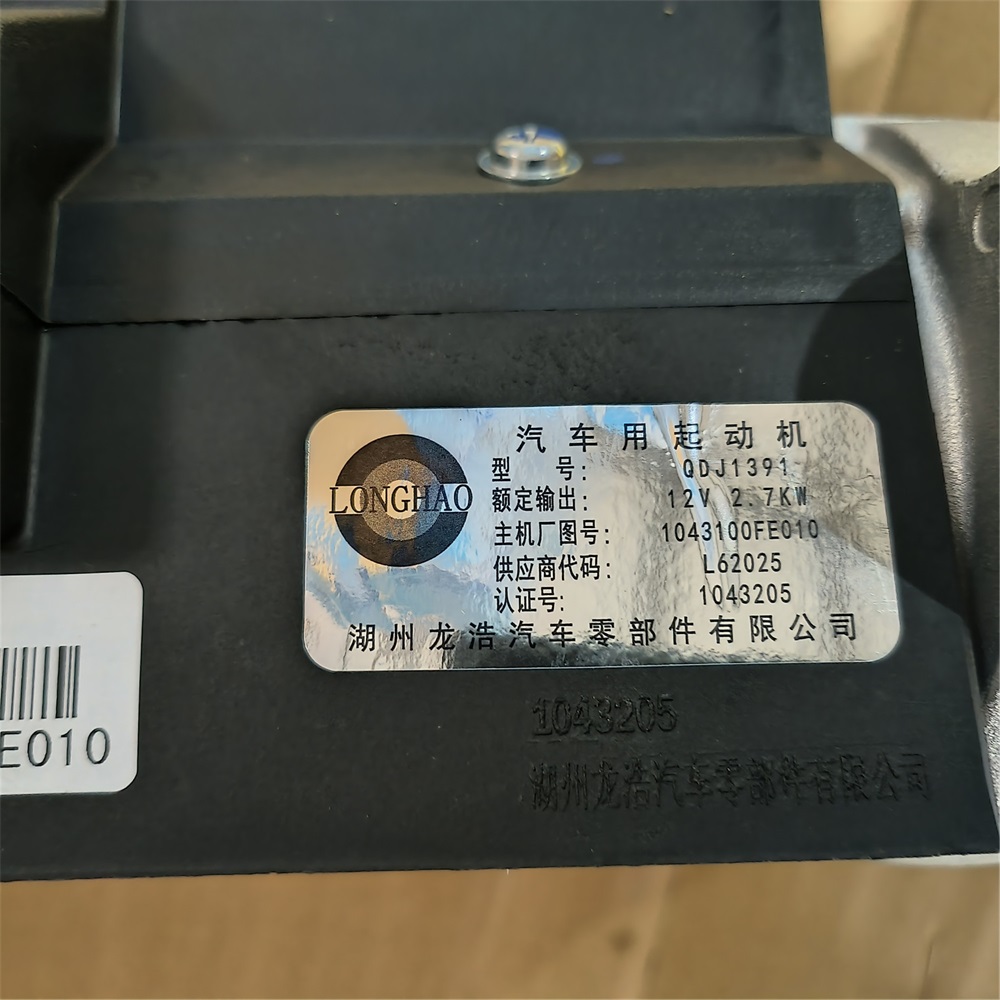 汽车用起动机
LONGHAO
型 号: QDJ1391
额定输出: 12V 2.7KW
主机厂图号: 1043100FE010
供应商代码: L62025
认证号: 1043205
湖州龙浩汽车零部件有限公司
E010
1043205
湖州龙浩汽车零部件有限公司